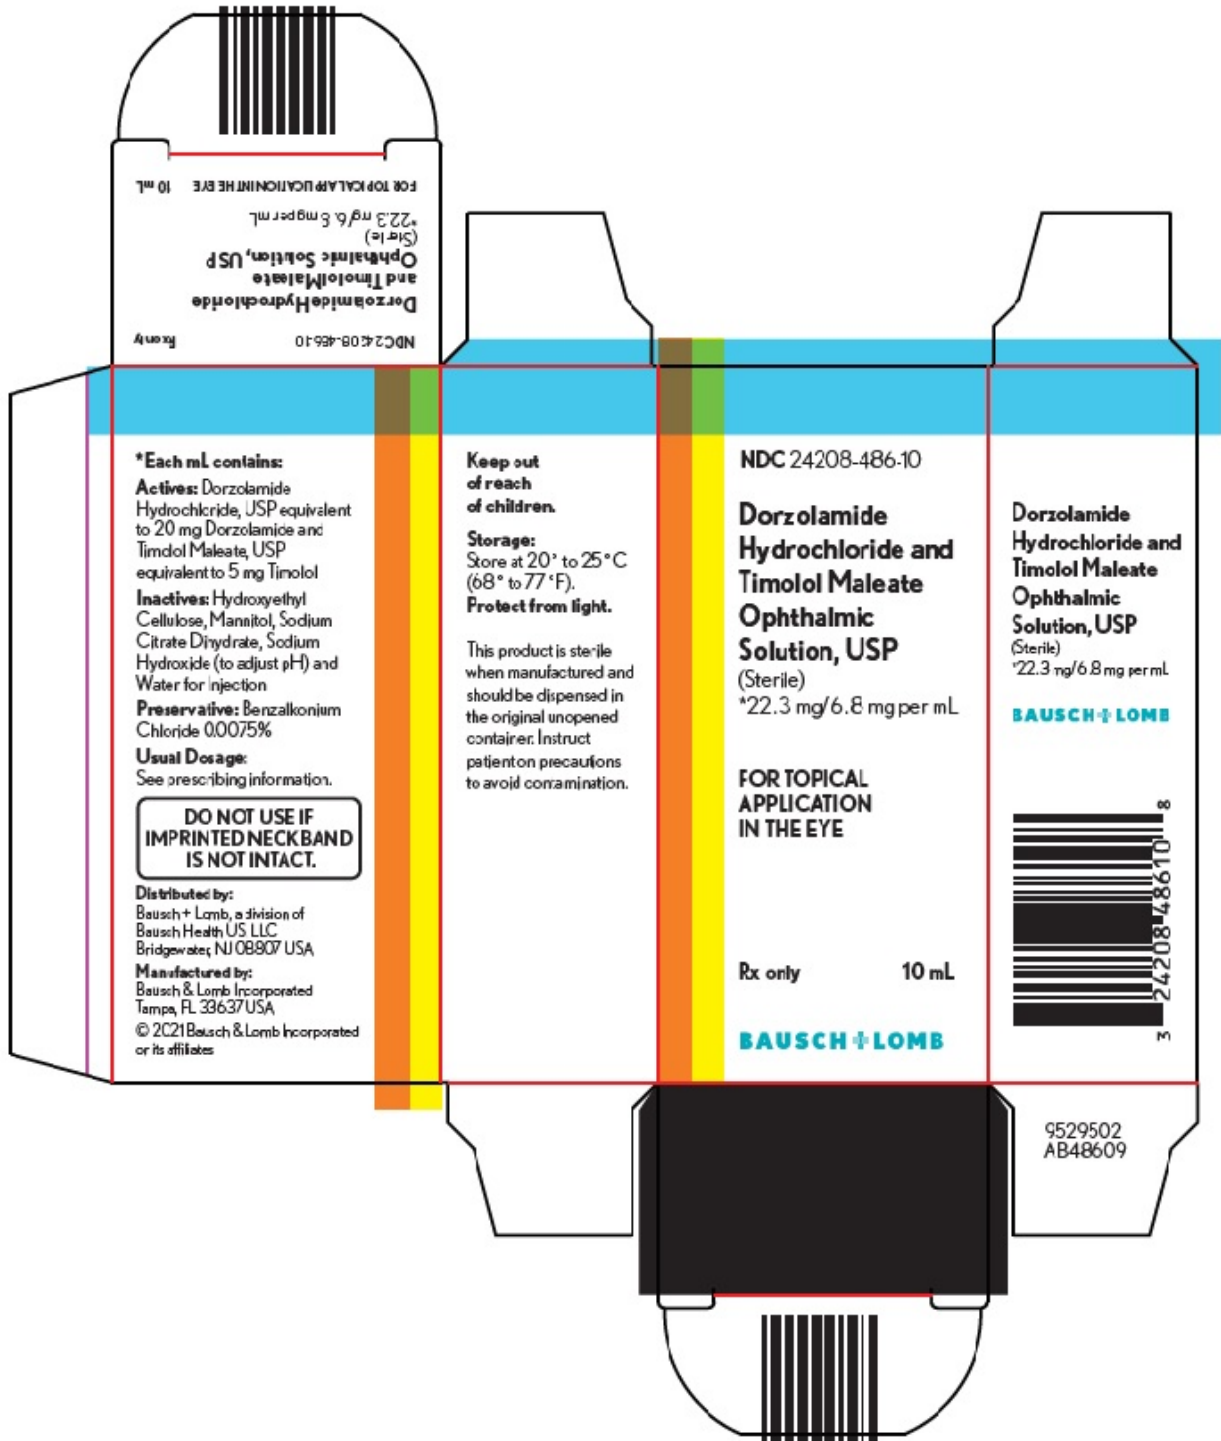 NDC 24208-486-10 Rx only
Dorzolamide Hydrochloride
and Timolol Maleate
Ophthalmic Solution, USP
(Sterile)
*22.3 mg/6.8 mg per mL
FOR TOPICAL APPLICATION IN THE EYE 10 mL
*Each mL contains:
Actives: Dorzolamide
Hydrochloride, USP equivalent
to 20 mg Dorzolamide and
Timolol Maleate, USP
equivalent to 5 mg Timolol
Inactives: Hydroxyethyl
Cellulose, Mannitol, Sodium
Citrate Dihydrate, Sodium
Hydroxide (to adjust pH) and
Water for Injection
Preservative: Benzalkonium
Chloride 0.0075%
Usual Dosage:
See prescribing information.
DO NOT USE IF
IMPRINTED NECKBAND
IS NOT INTACT.
Distributed by:
Bausch + Lomb, a division of
Bausch Health US LLC
Bridgewater, NJ 08807 USA
Manufactured by:
Bausch & Lomb Incorporated
Tampa, FL 33637 USA
© 2021 Bausch & Lomb Incorporated
or its affiliates
Keep out
of reach
of children.
Storage:
Store at 20° to 25°C
(68° to 77°F).
Protect from light.
This product is sterile
when manufactured and
should be dispensed in
the original unopened
container. Instruct
patient on precautions
to avoid contamination.
NDC 24208-486-10
Dorzolamide
Hydrochloride and
Timolol Maleate
Ophthalmic
Solution, USP
(Sterile)
*22.3 mg/6.8 mg per mL
FOR TOPICAL
APPLICATION
IN THE EYE
Rx only 10 mL
BAUSCH + LOMB
Dorzolamide
Hydrochloride and
Timolol Maleate
Ophthalmic
Solution, USP
(Sterile)
*22.3 mg/6.8 mg per mL
BAUSCH + LOMB
3 24208 48610 8
9529502
AB48609